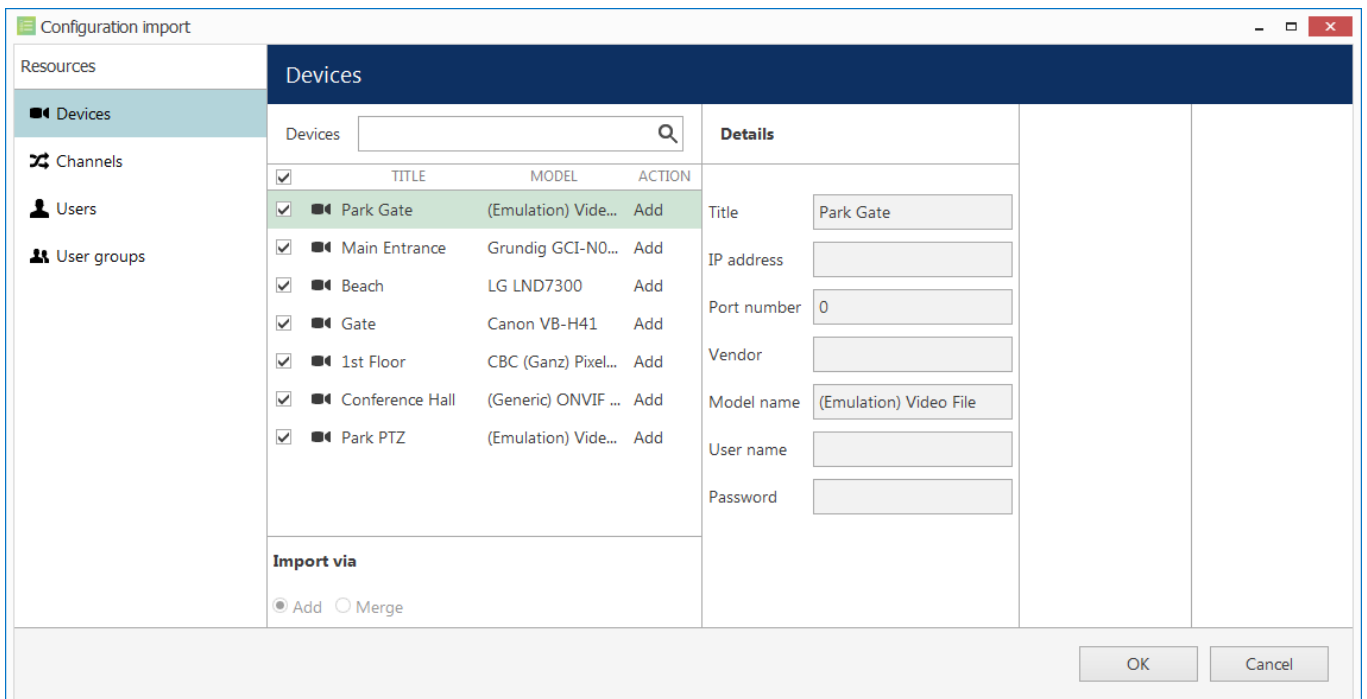 Configuration import
Resources
Devices
Channels
Users
User groups
Devices
Devices
TITLE MODEL ACTION
Park Gate (Emulation) Vide... Add
Main Entrance Grundig GCI-N0... Add
Beach LG LND7300 Add
Gate Canon VB-H41 Add
1st Floor CBC (Ganz) Pixel... Add
Conference Hall (Generic) ONVIF ... Add
Park PTZ (Emulation) Vide... Add
Import via
Add Merge
Details
Title Park Gate
IP address
Port number 0
Vendor
Model name (Emulation) Video File
User name
Password
OK Cancel